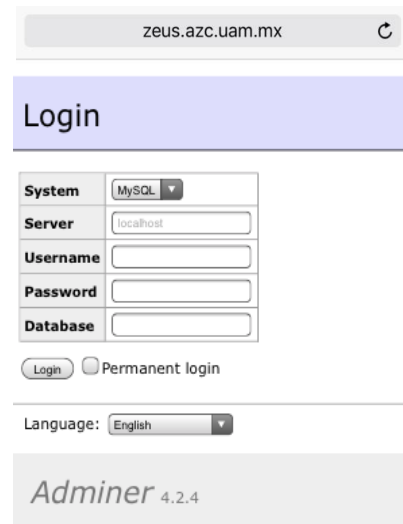 zeus.azc.uam.mx
Login
System MySQL
Server localhost
Username
Password
Database
Login Permanent login
Language: English
Adminer 4.2.4